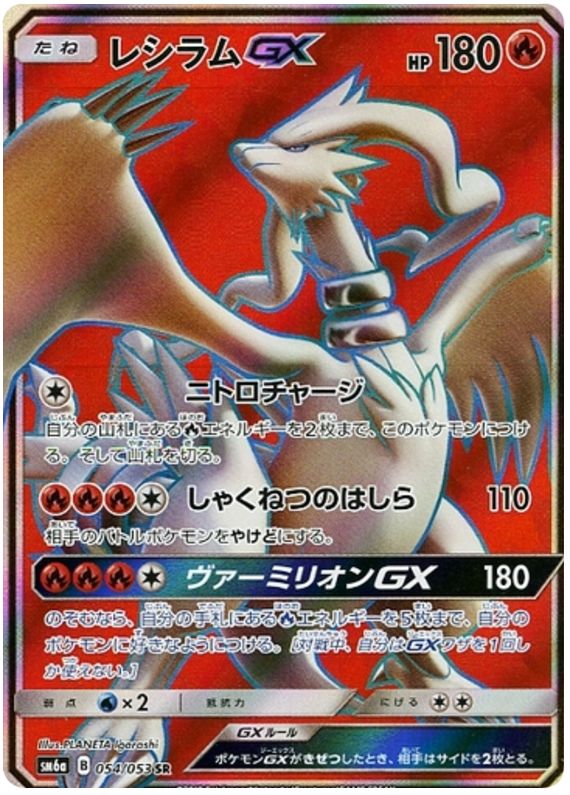 たね レシラムGX HP180
ニトロチャージ
自分の山札にあるエネルギーを2枚まで、このポケモンにつけ
る。そして山札を切る。
しゃくねつのはしら 110
相手のバトルポケモンをやけどにする。
ヴァーミリオンGX 180
のぞむなら、自分の手札にあるエネルギーを5枚まで、自分の
ポケモンに好きなようにつける。[対戦中、自分はGXワザを1回し
か使えない。]
弱点 ×2 抵抗力 にげる
Illus.PLANETA Igarashi
GXルール
SM6a B 054/053 SR
ポケモンGXがきぜつしたとき、相手はサイドを2枚とる。